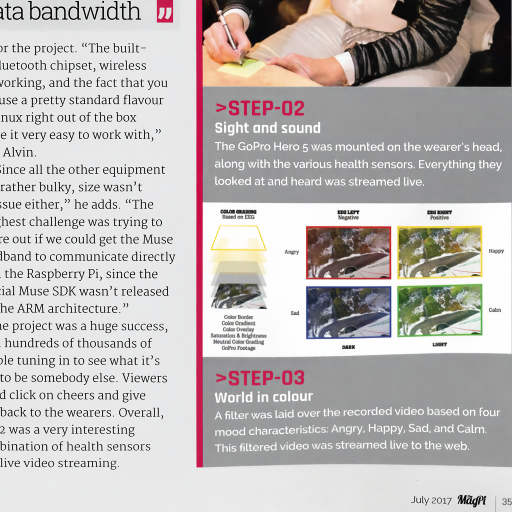 ata bandwidth
or the project. “The built-
luetooth chipset, wireless
working, and the fact that you
use a pretty standard flavour
nux right out of the box
e it very easy to work with,”
Alvin.
Since all the other equipment
rather bulky, size wasn’t
ssue either,” he adds. “The
ghest challenge was trying to
re out if we could get the Muse
dband to communicate directly
the Raspberry Pi, since the
cial Muse SDK wasn’t released
he ARM architecture.”
he project was a huge success,
hundreds of thousands of
ple tuning in to see what it’s
to be somebody else. Viewers
d click on cheers and give
back to the wearers. Overall,
2 was a very interesting
bination of health sensors
live video streaming.
>STEP-02
Sight and sound
The GoPro Hero 5 was mounted on the wearer’s head,
along with the various health sensors. Everything they
looked at and heard was streamed live.
COLOR GRADING
Based on EEG
EEG LEFT
Negative
EEG RIGHT
Positive
Angry
Happy
Sad
Calm
DARK
LIGHT
Color Border
Color Gradient
Color Overlay
Saturation & Brightness
Neutral Color Grading
GoPro Footage
>STEP-03
World in colour
A filter was laid over the recorded video based on four
mood characteristics: Angry, Happy, Sad, and Calm.
This filtered video was streamed live to the web.
July 2017 MagPi 35